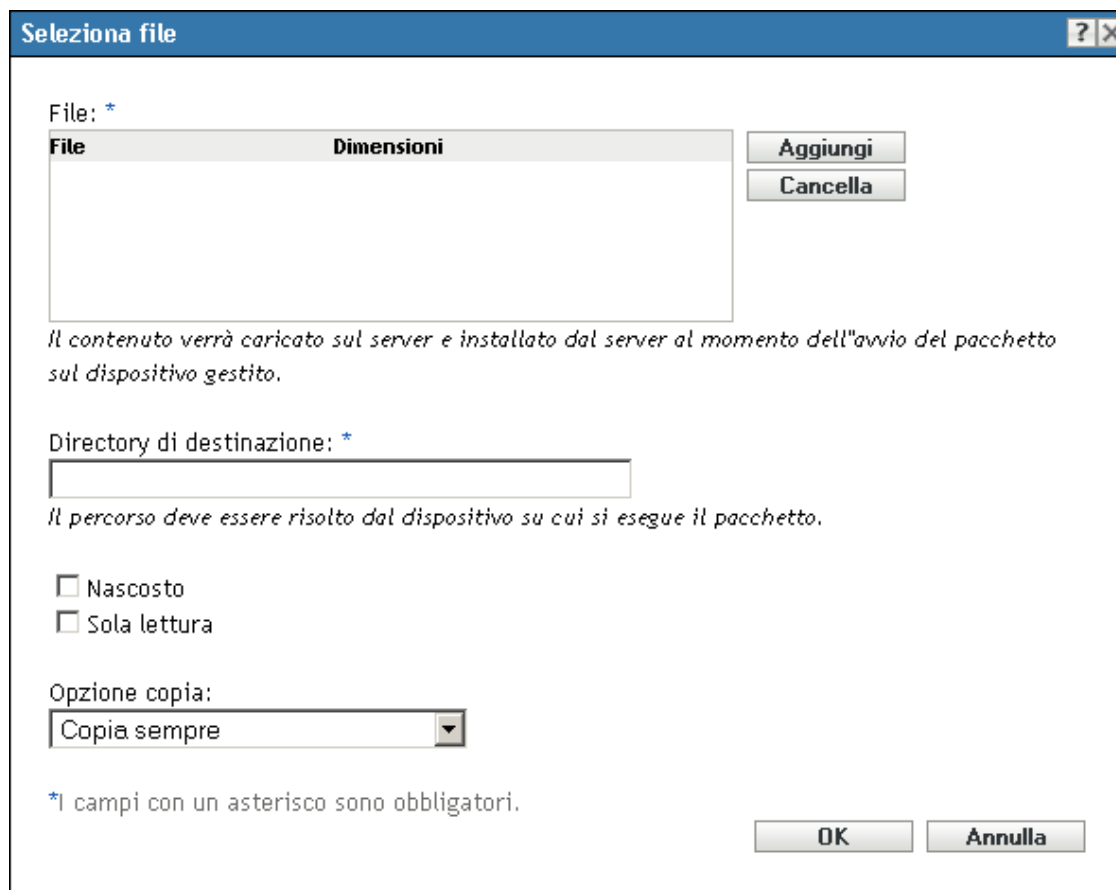 Seleziona file
File: *
File Dimensioni
Aggiungi
Cancella
Il contenuto verrà caricato sul server e installato dal server al momento dell"avvio del pacchetto
sul dispositivo gestito.
Directory di destinazione: *
Il percorso deve essere risolto dal dispositivo su cui si esegue il pacchetto.
Nascosto
Sola lettura
Opzione copia:
Copia sempre
*I campi con un asterisco sono obbligatori.
OK Annulla